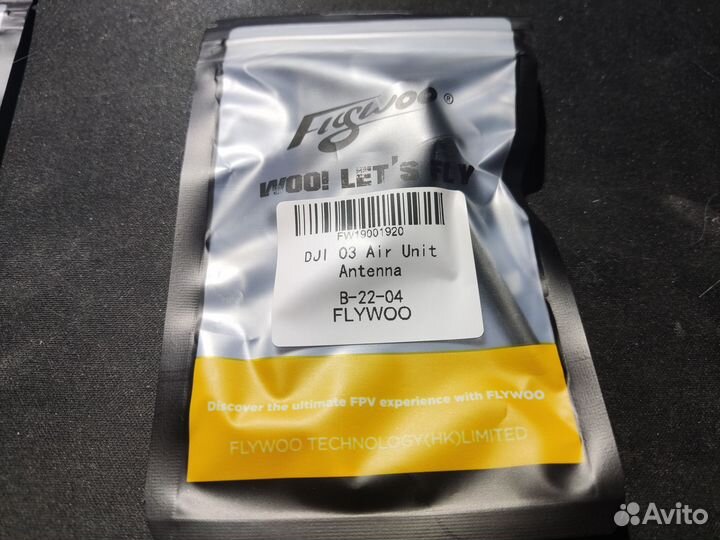 Flywoo®
WOO! LET'S FLY
FW19001920
DJI O3 Air Unit
Antenna
B-22-04
FLYWOO
Discover the ultimate FPV experience with FLYWOO
FLYWOO TECHNOLOGY(HK)LIMITED
Avito